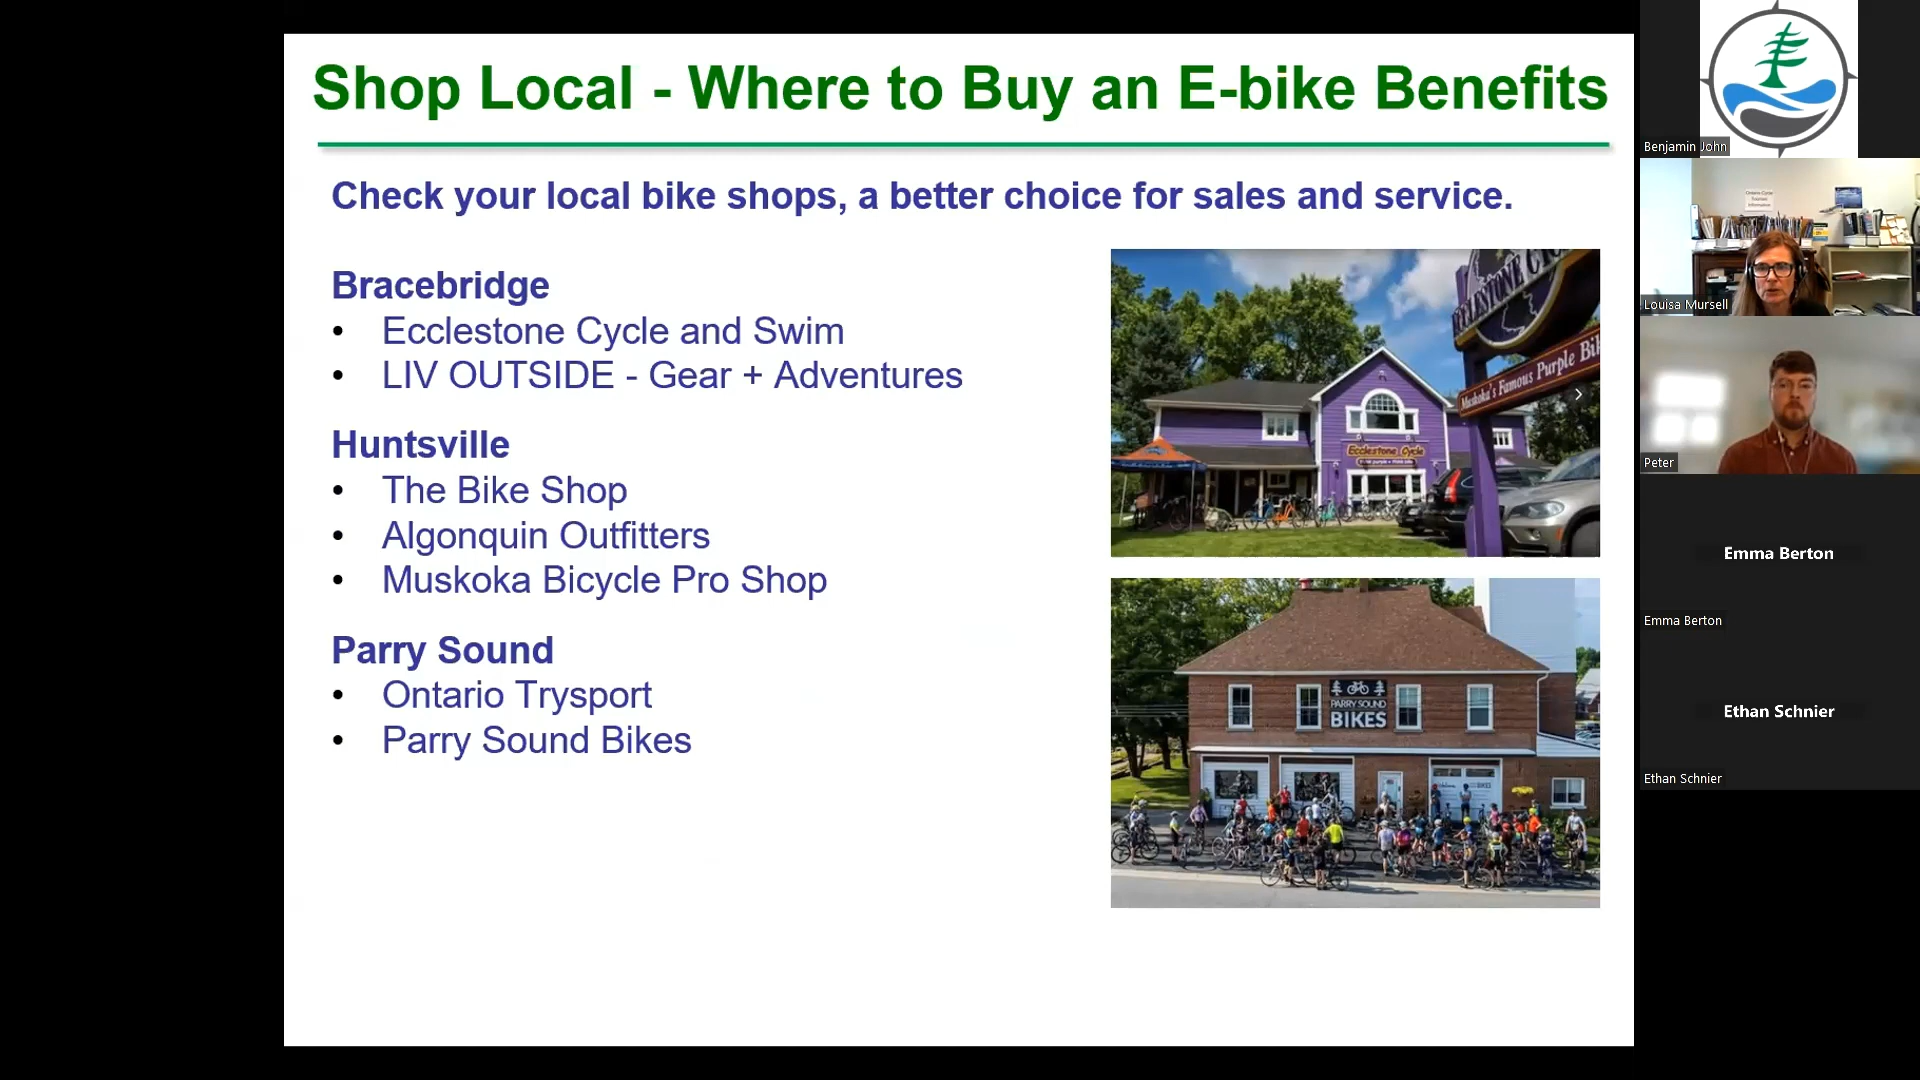 Shop Local - Where to Buy an E-bike Benefits
Check your local bike shops, a better choice for sales and service.
Bracebridge
• Ecclestone Cycle and Swim
• LIV OUTSIDE - Gear + Adventures
Huntsville
• The Bike Shop
• Algonquin Outfitters
• Muskoka Bicycle Pro Shop
Parry Sound
• Ontario Trysport
• Parry Sound Bikes
ECCLESTONE CYC
Muskoka's Famous Purple Bik
Ecclestone Cycle
PARRY SOUND
BIKES
Benjamin John
Louisa Mursell
Peter
Emma Berton
Emma Berton
Ethan Schnier
Ethan Schnier